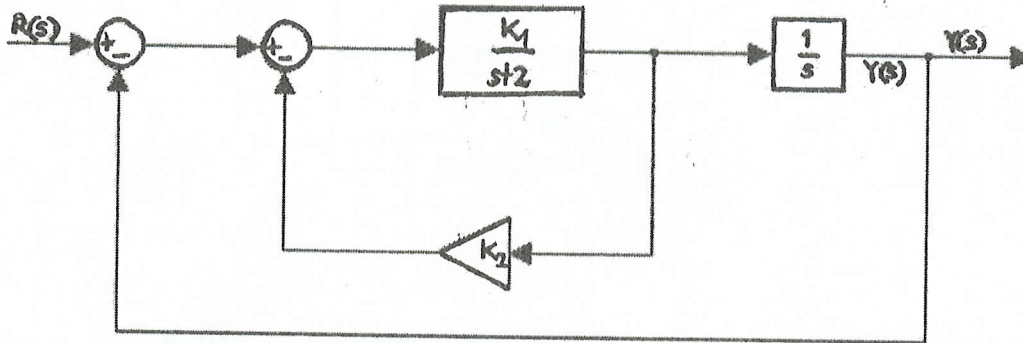 R(s)
+
-
+
-
K1
s+2
1
s
Y(s)
Y(s)
K2